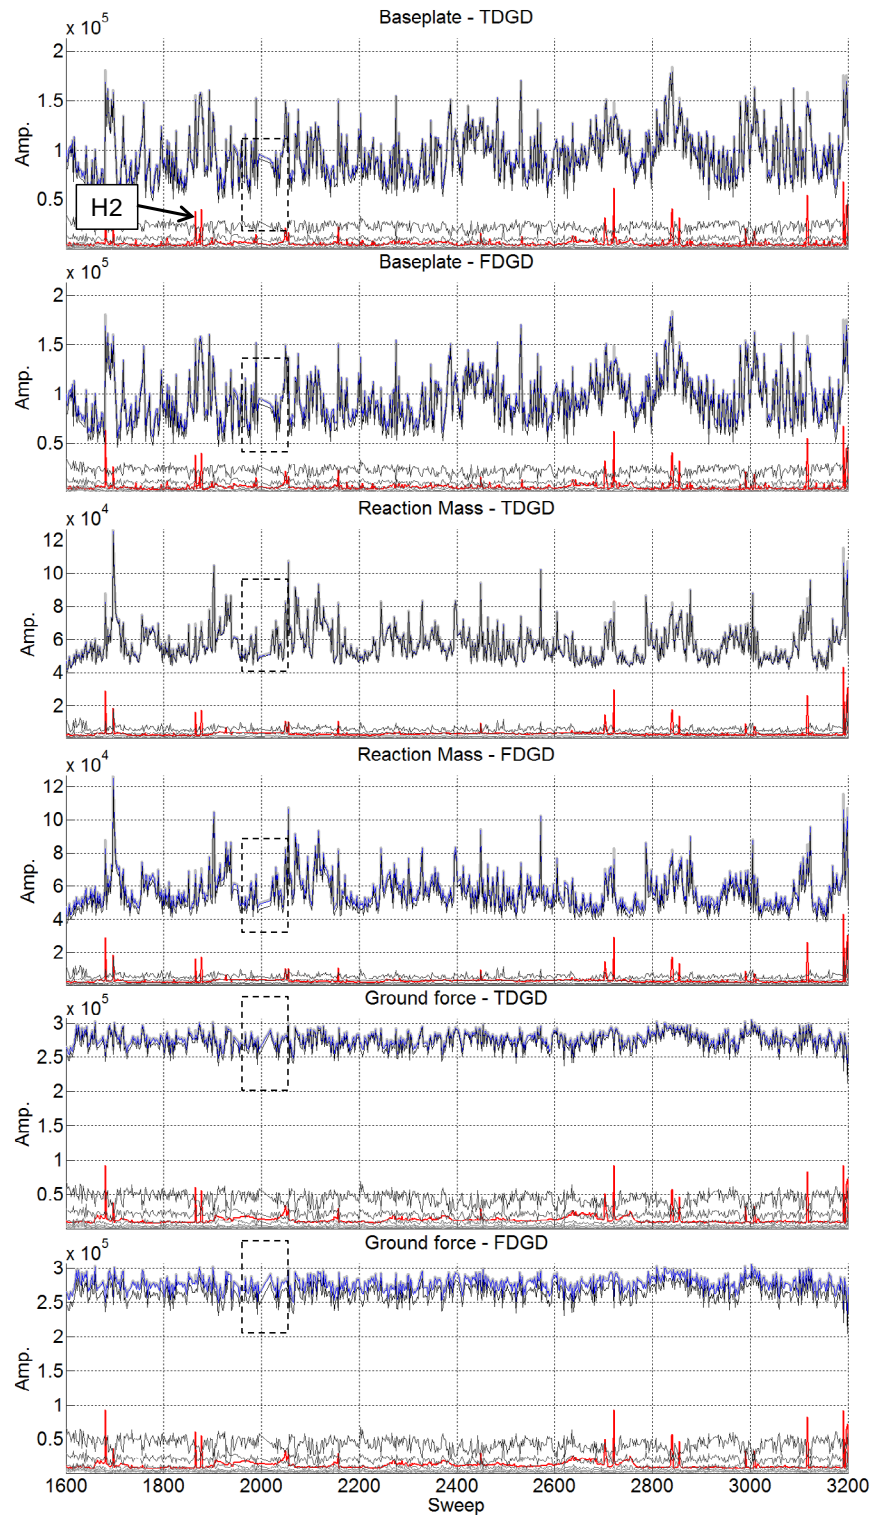 Baseplate - TDGD
x 10^5
2
1.5
1
0.5
Amp.
H2
Baseplate - FDGD
x 10^5
2
1.5
1
0.5
Amp.
Reaction Mass - TDGD
x 10^4
12
10
8
6
4
2
Amp.
Reaction Mass - FDGD
x 10^4
12
10
8
6
4
2
Amp.
Ground force - TDGD
x 10^5
3
2.5
2
1.5
1
0.5
Amp.
Ground force - FDGD
x 10^5
3
2.5
2
1.5
1
0.5
Amp.
1600 1800 2000 2200 2400 2600 2800 3000 3200
Sweep